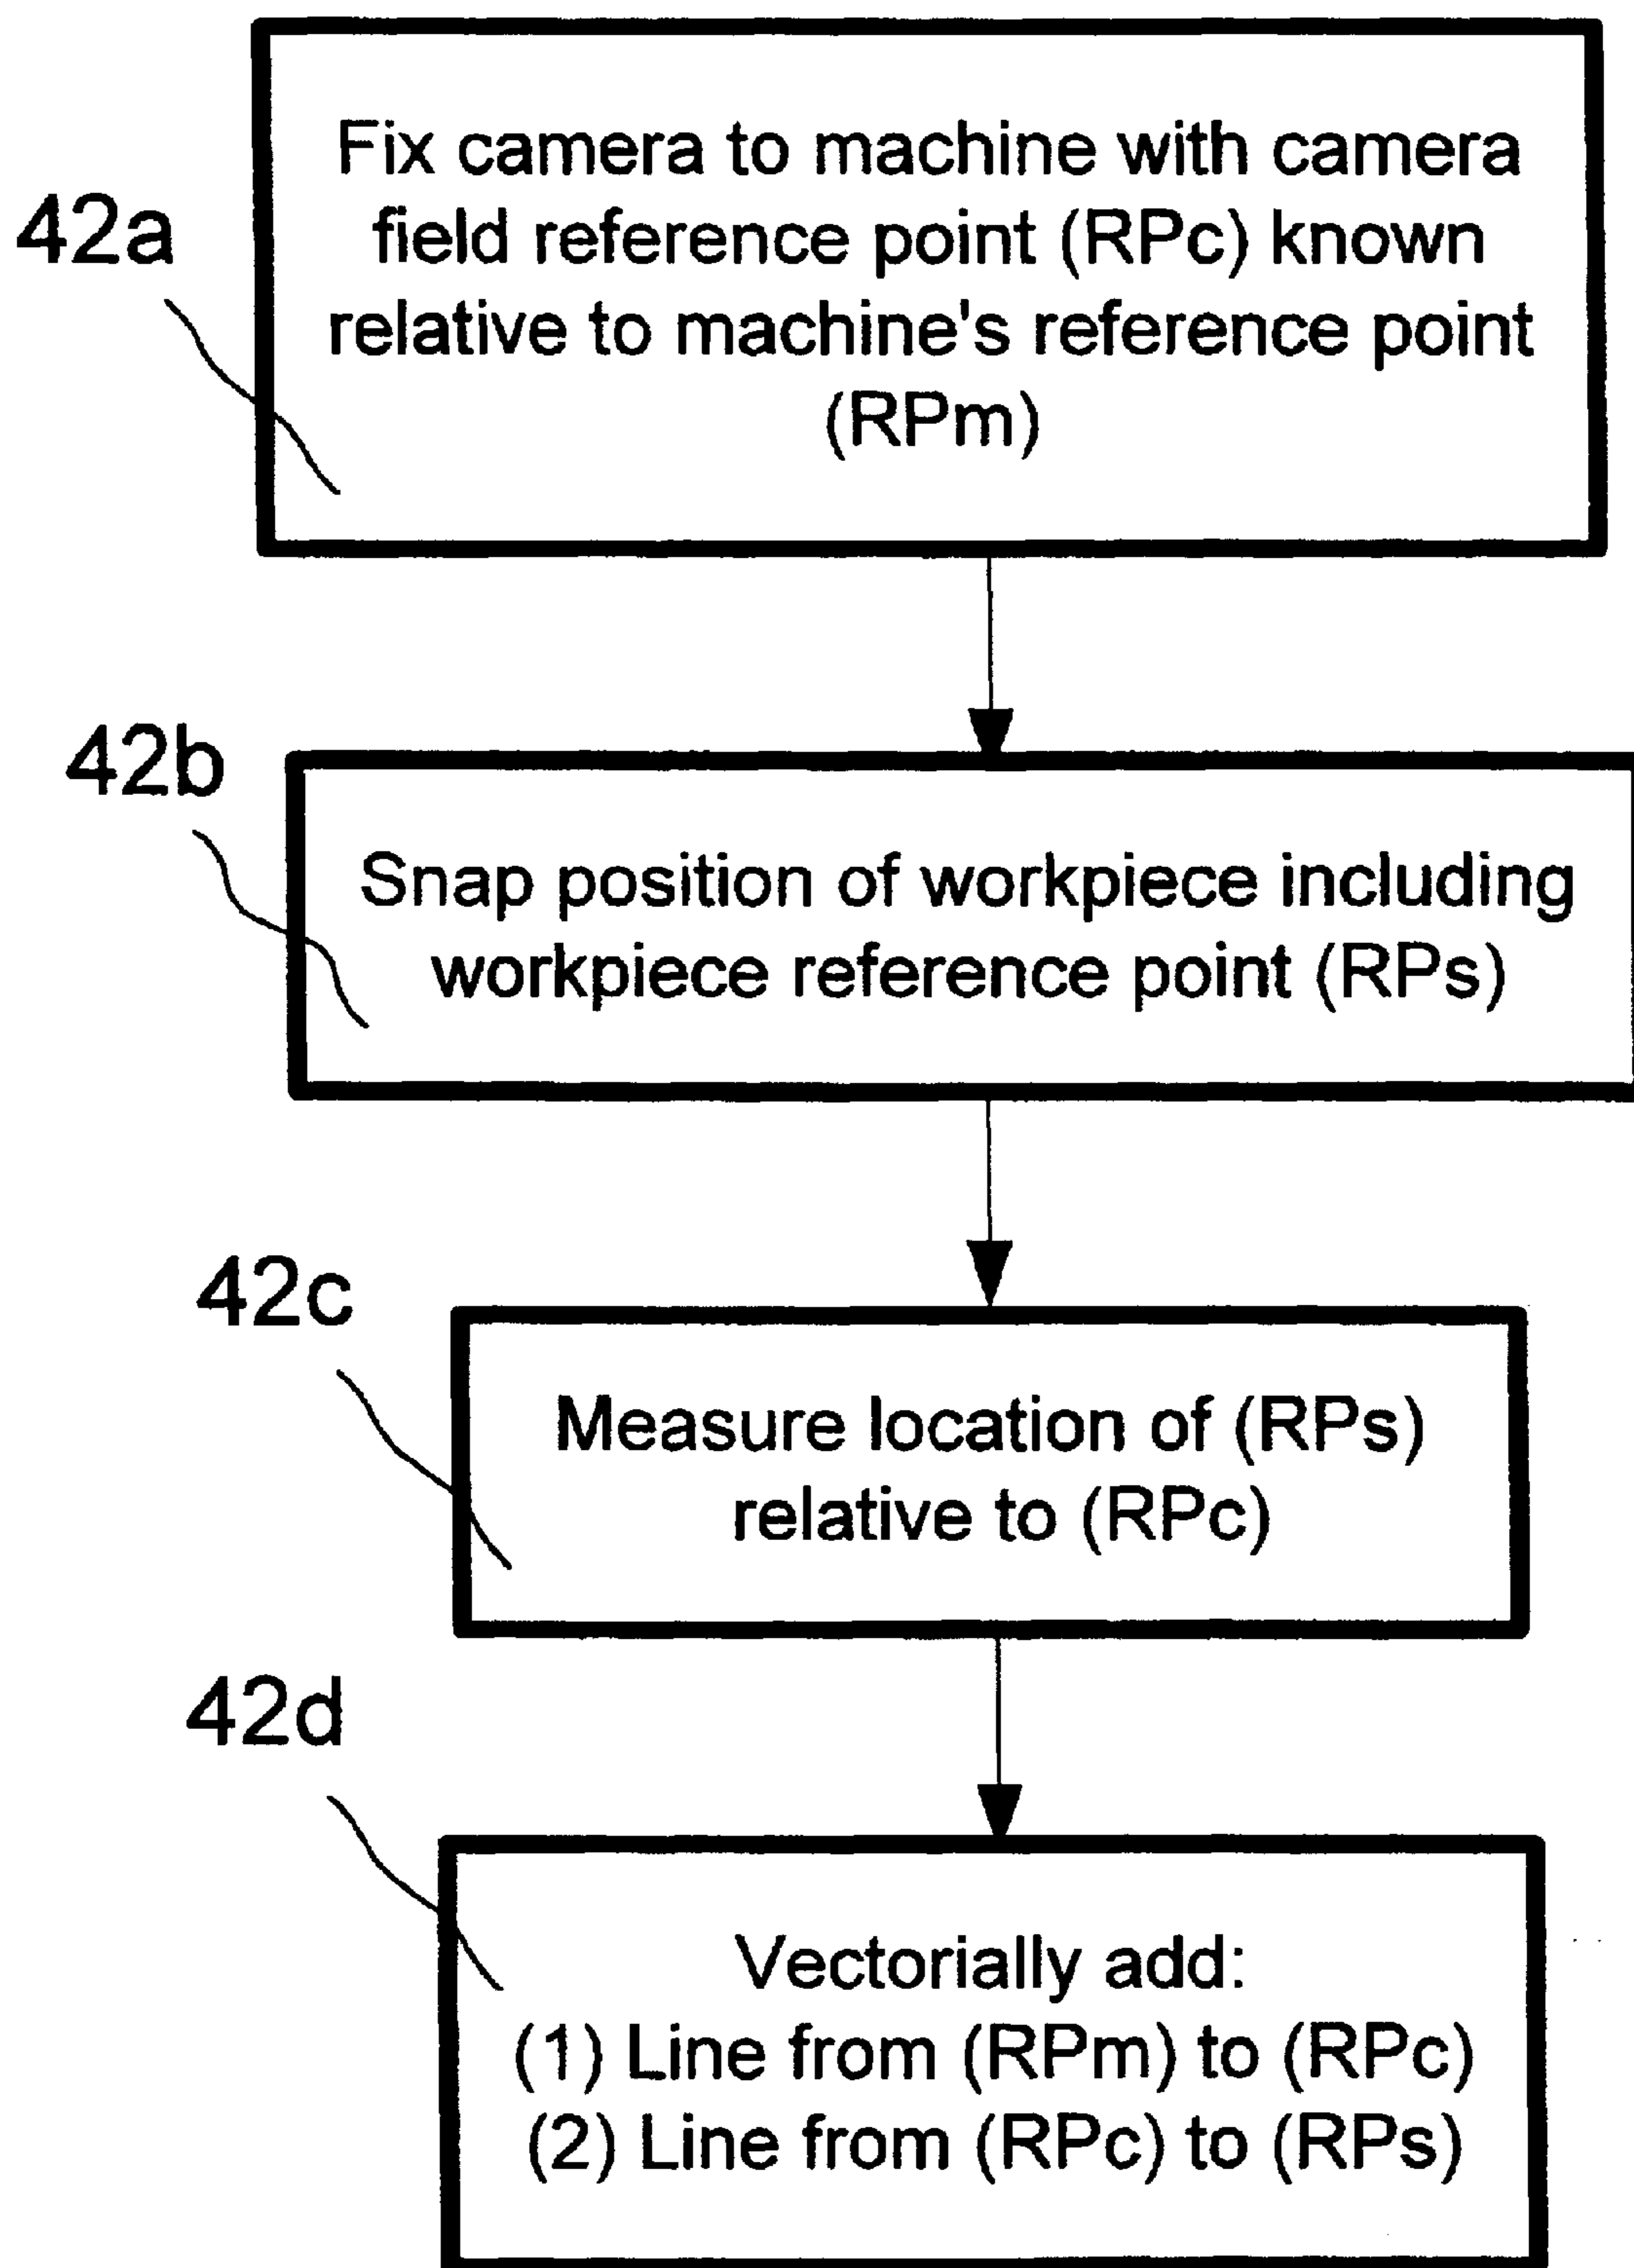 42a
Fix camera to machine with camera
field reference point (RPc) known
relative to machine's reference point
(RPm)
42b
Snap position of workpiece including
workpiece reference point (RPs)
42c
Measure location of (RPs)
relative to (RPc)
42d
Vectorially add:
(1) Line from (RPm) to (RPc)
(2) Line from (RPc) to (RPs)